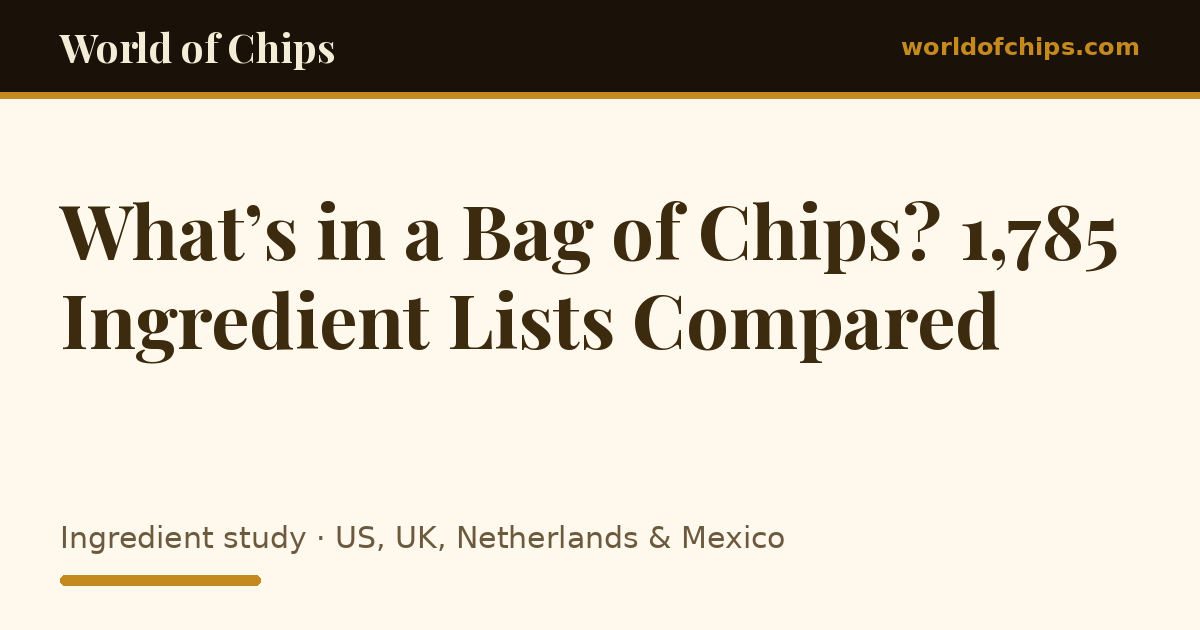 World of Chips
worldofchips.com
What’s in a Bag of Chips? 1,785
Ingredient Lists Compared
Ingredient study · US, UK, Netherlands & Mexico